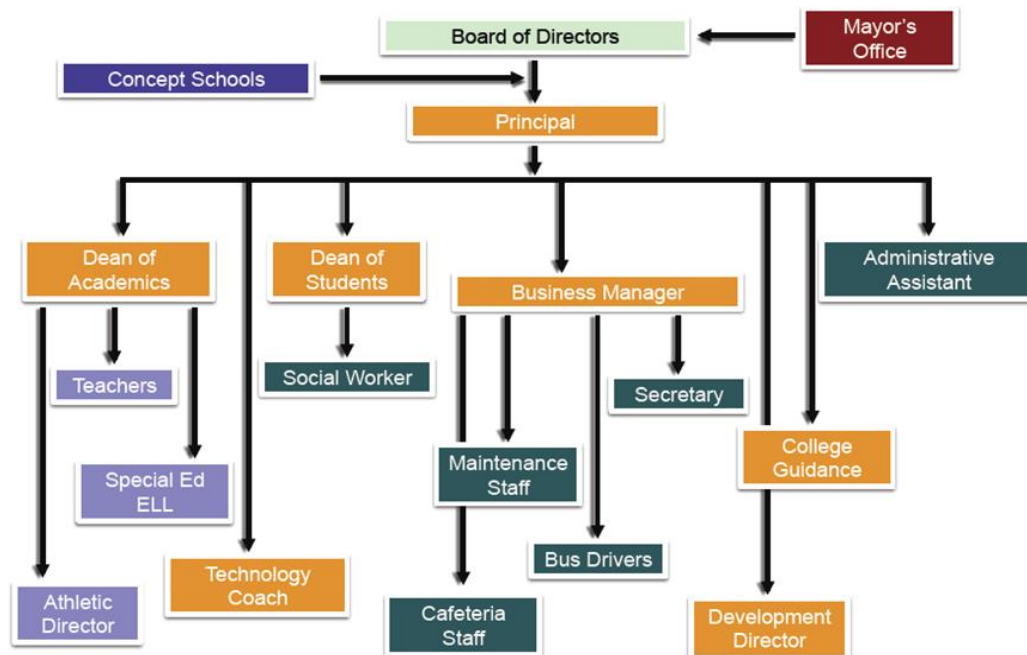 Board of Directors
Mayor's
Office
Concept Schools
Principal
Dean of
Academics
Dean of
Students
Business Manager
Administrative
Assistant
Teachers
Social Worker
Secretary
Special Ed
ELL
Maintenance
Staff
College
Guidance
Bus Drivers
Athletic
Director
Technology
Coach
Cafeteria
Staff
Development
Director